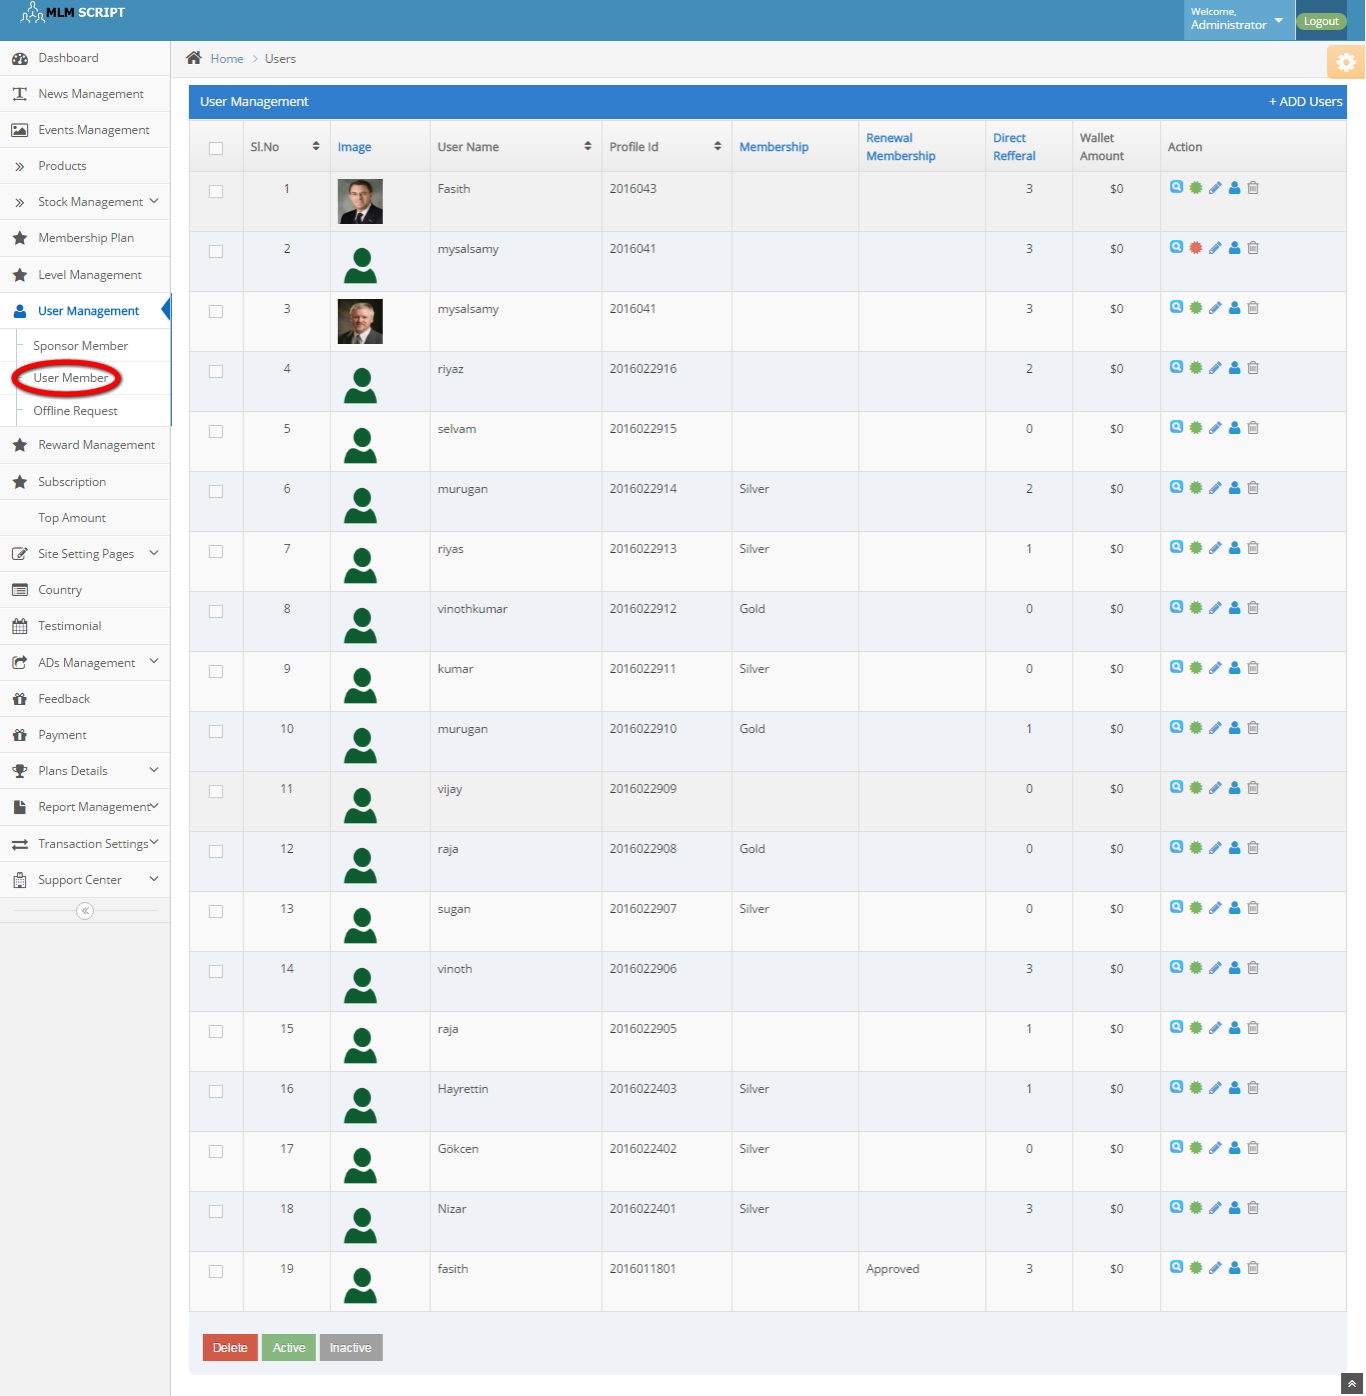 MLM SCRIPT
Welcome,
Administrator
Logout
Dashboard
News Management
Events Management
Products
Stock Management
Membership Plan
Level Management
User Management
Sponsor Member
User Member
Offline Request
Reward Management
Subscription
Top Amount
Site Setting Pages
Country
Testimonial
ADs Management
Feedback
Payment
Plans Details
Report Management
Transaction Settings
Support Center
Home > Users
User Management + ADD Users
Sl.No Image User Name Profile Id Membership Renewal Membership Direct Refferal Wallet Amount Action
1 Fasith 2016043 3 $0
2 mysalsamy 2016041 3 $0
3 mysalsamy 2016041 3 $0
4 riyaz 2016022916 2 $0
5 selvam 2016022915 0 $0
6 murugan 2016022914 Silver 2 $0
7 riyas 2016022913 Silver 1 $0
8 vinothkumar 2016022912 Gold 0 $0
9 kumar 2016022911 Silver 0 $0
10 murugan 2016022910 Gold 1 $0
11 vijay 2016022909 0 $0
12 raja 2016022908 Gold 0 $0
13 sugan 2016022907 Silver 0 $0
14 vinoth 2016022906 3 $0
15 raja 2016022905 1 $0
16 Hayrettin 2016022403 Silver 1 $0
17 Gökcen 2016022402 Silver 0 $0
18 Nizar 2016022401 Silver 3 $0
19 fasith 2016011801 Approved 3 $0
Delete Active Inactive